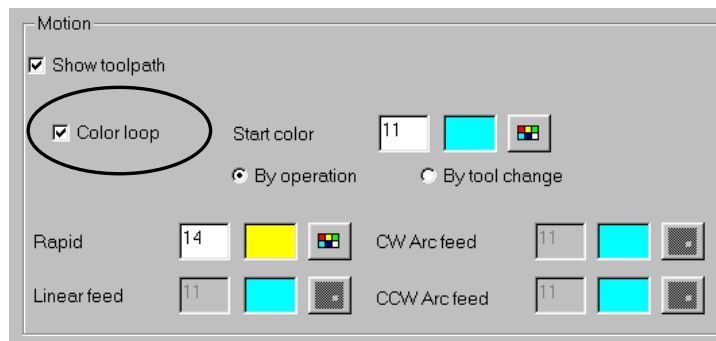 Motion
Show toolpath
Color loop Start color 11
By operation By tool change
Rapid 14 CW Arc feed 11
Linear feed 11 CCW Arc feed 11